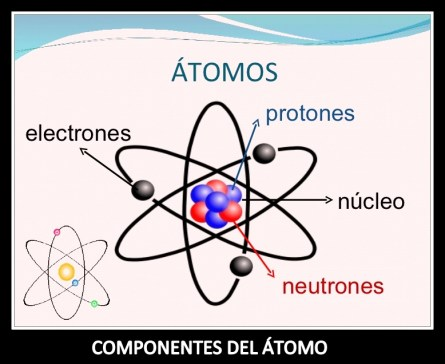 ÁTOMOS
protones
electrones
núcleo
neutrones
COMPONENTES DEL ÁTOMO